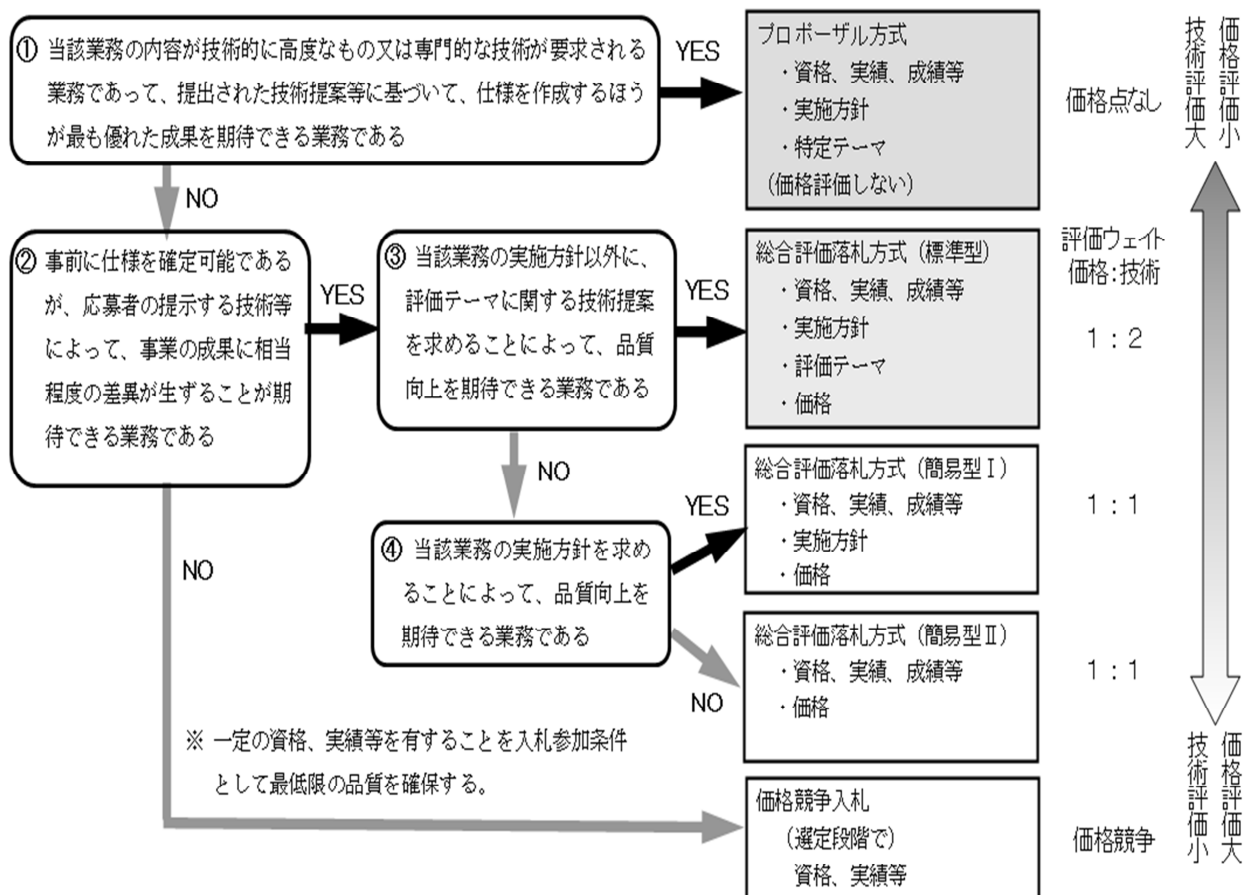 ① 当該業務の内容が技術的に高度なもの又は専門的な技術が要求される
業務であって、提出された技術提案等に基づいて、仕様を作成するほう
が最も優れた成果を期待できる業務である
YES
プロポーザル方式
・資格、実績、成績等
・実施方針
・特定テーマ
(価格評価しない)
価格点なし
価格評価小
技術評価大
NO
② 事前に仕様を確定可能である
が、応募者の提示する技術等
によって、事業の成果に相当
程度の差異が生ずることが期
待できる業務である
YES
③ 当該業務の実施方針以外に、
評価テーマに関する技術提案
を求めることによって、品質
向上を期待できる業務である
YES
総合評価落札方式 (標準型)
・資格、実績、成績等
・実施方針
・評価テーマ
・価格
評価ウェイト
価格:技術
1:2
NO
④ 当該業務の実施方針を求め
ることによって、品質向上を
期待できる業務である
YES
総合評価落札方式 (簡易型Ⅰ)
・資格、実績、成績等
・実施方針
・価格
1:1
NO
総合評価落札方式 (簡易型Ⅱ)
・資格、実績、成績等
・価格
1:1
NO
※ 一定の資格、実績等を有することを入札参加条件
として最低限の品質を確保する。
価格競争入札
(選定段階で)
資格、実績等
価格競争
価格評価大
技術評価小